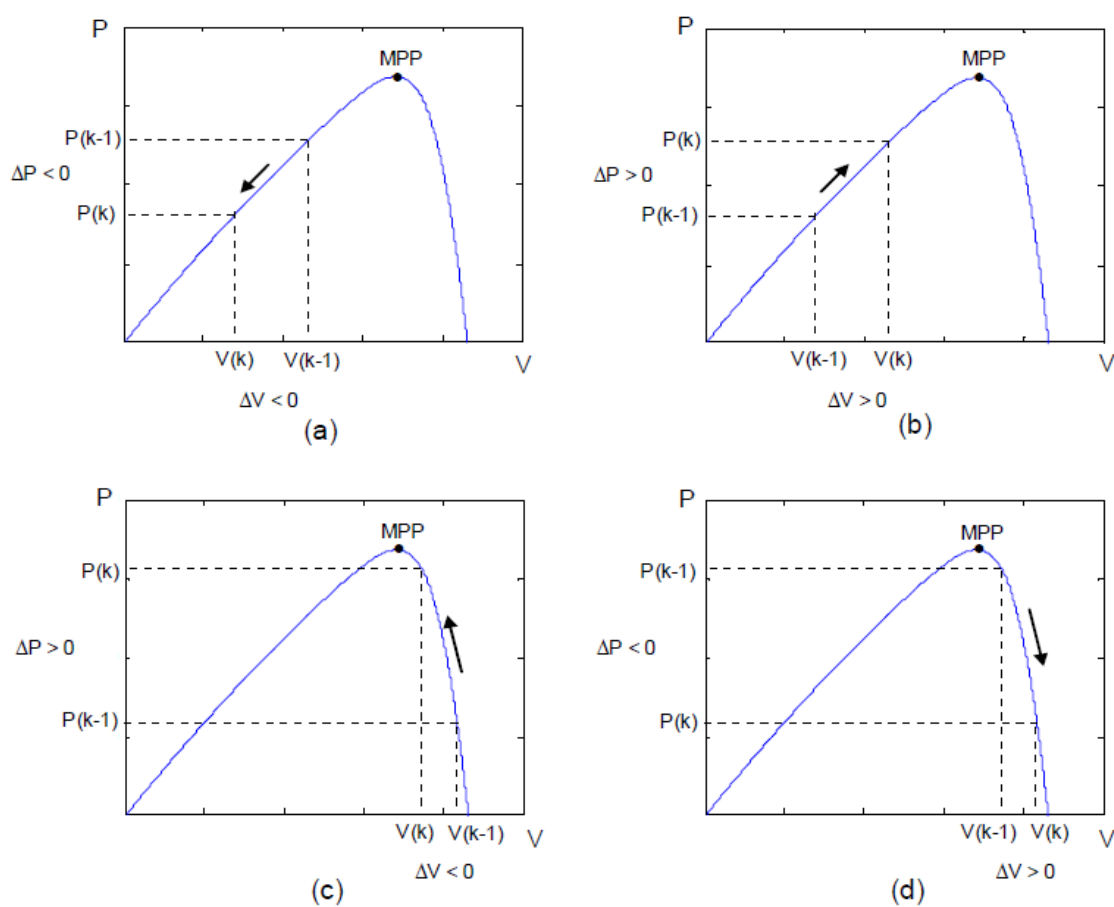 P
MPP
P(k-1)
ΔP < 0
P(k)
V(k)
V(k-1)
V
ΔV < 0
(a)
P
MPP
P(k)
ΔP > 0
P(k-1)
V(k-1)
V(k)
V
ΔV > 0
(b)
P
MPP
P(k)
ΔP > 0
P(k-1)
V(k)
V(k-1)
V
ΔV < 0
(c)
P
MPP
P(k-1)
ΔP < 0
P(k)
V(k-1)
V(k)
V
ΔV > 0
(d)